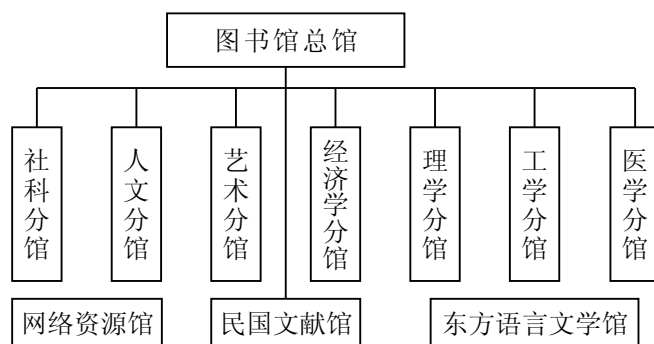 图书馆总馆
社科分馆
人文分馆
艺术分馆
经济学分馆
理学分馆
工学分馆
医学分馆
网络资源馆
民国文献馆
东方语言文学馆